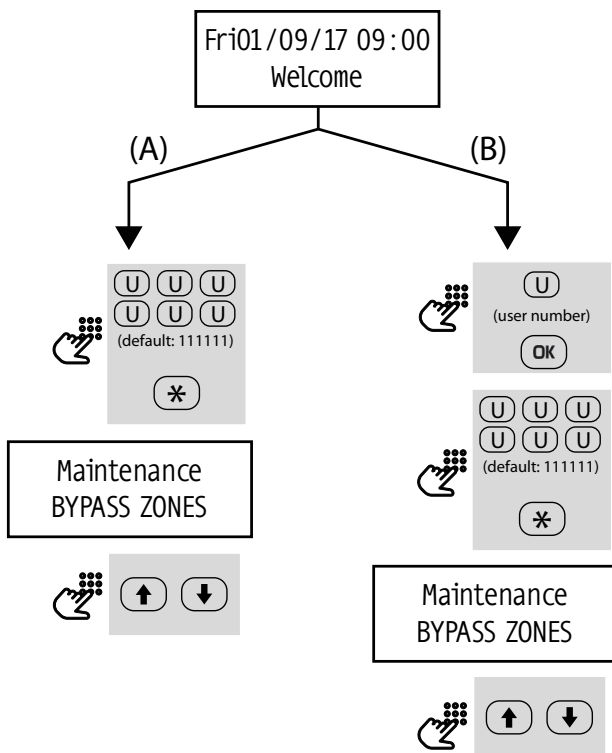 Fri01/09/17 09:00
Welcome
(A)
(B)
U U U
U U U
(default: 111111)
*
Maintenance
BYPASS ZONES
U
(user number)
OK
U U U
U U U
(default: 111111)
*
Maintenance
BYPASS ZONES